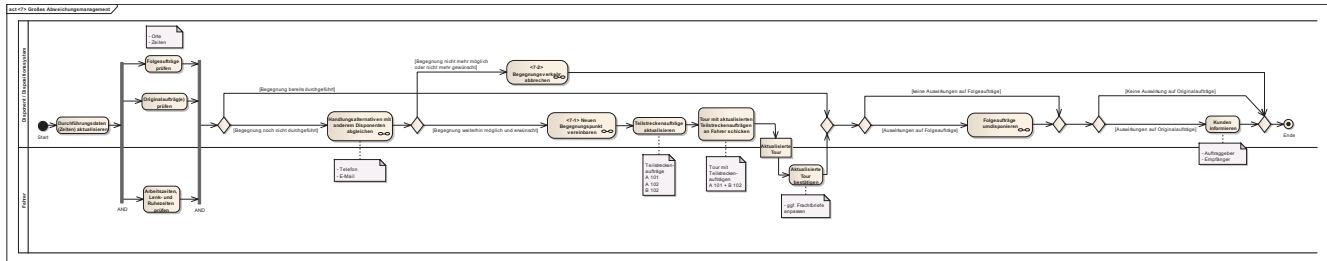 act <7> Großes Abweichungsmanagement
Disponent / Dispositionssystem
Fahrer
Start
Durchführungsdaten
(Zeiten) aktualisieren
AND
- Orte
- Zeiten
Folgeaufträge
prüfen
Originalauftrag(e)
prüfen
Arbeitszeiten,
Lenk- und
Ruhezeiten
prüfen
AND
[Begegnung bereits durchgeführt]
[Begegnung noch nicht durchgeführt]
Handlungsalternativen mit
anderem Disponenten
abgleichen
- Telefon
- E-Mail
[Begegnung nicht mehr möglich
oder nicht mehr gewünscht]
<7-2>
Begegnungsverkehr
abbrechen
[Begegnung weiterhin möglich und erwünscht]
<7-1> Neuen
Begegnungspunkt
vereinbaren
Teilstreckenaufträge
aktualisieren
Teilstrecken-
aufträge
A 101
A 102
B 102
Tour mit aktualisierten
Teilstreckenaufträgen
an Fahrer schicken
Tour mit
Teilstrecken-
aufträgen
A 101 + B 102
Aktualisierte
Tour
Aktualisierte
Tour
bestätigen
- ggf. Frachtbriefe
anpassen
[keine Auswirkungen auf Folgeaufträge]
[Auswirkungen auf Folgeaufträge]
Folgeaufträge
umdisponieren
[Keine Auswirkung auf Originalaufträge]
[Auswirkungen auf Originalaufträge]
Kunden
informieren
- Auftraggeber
- Empfänger
Ende